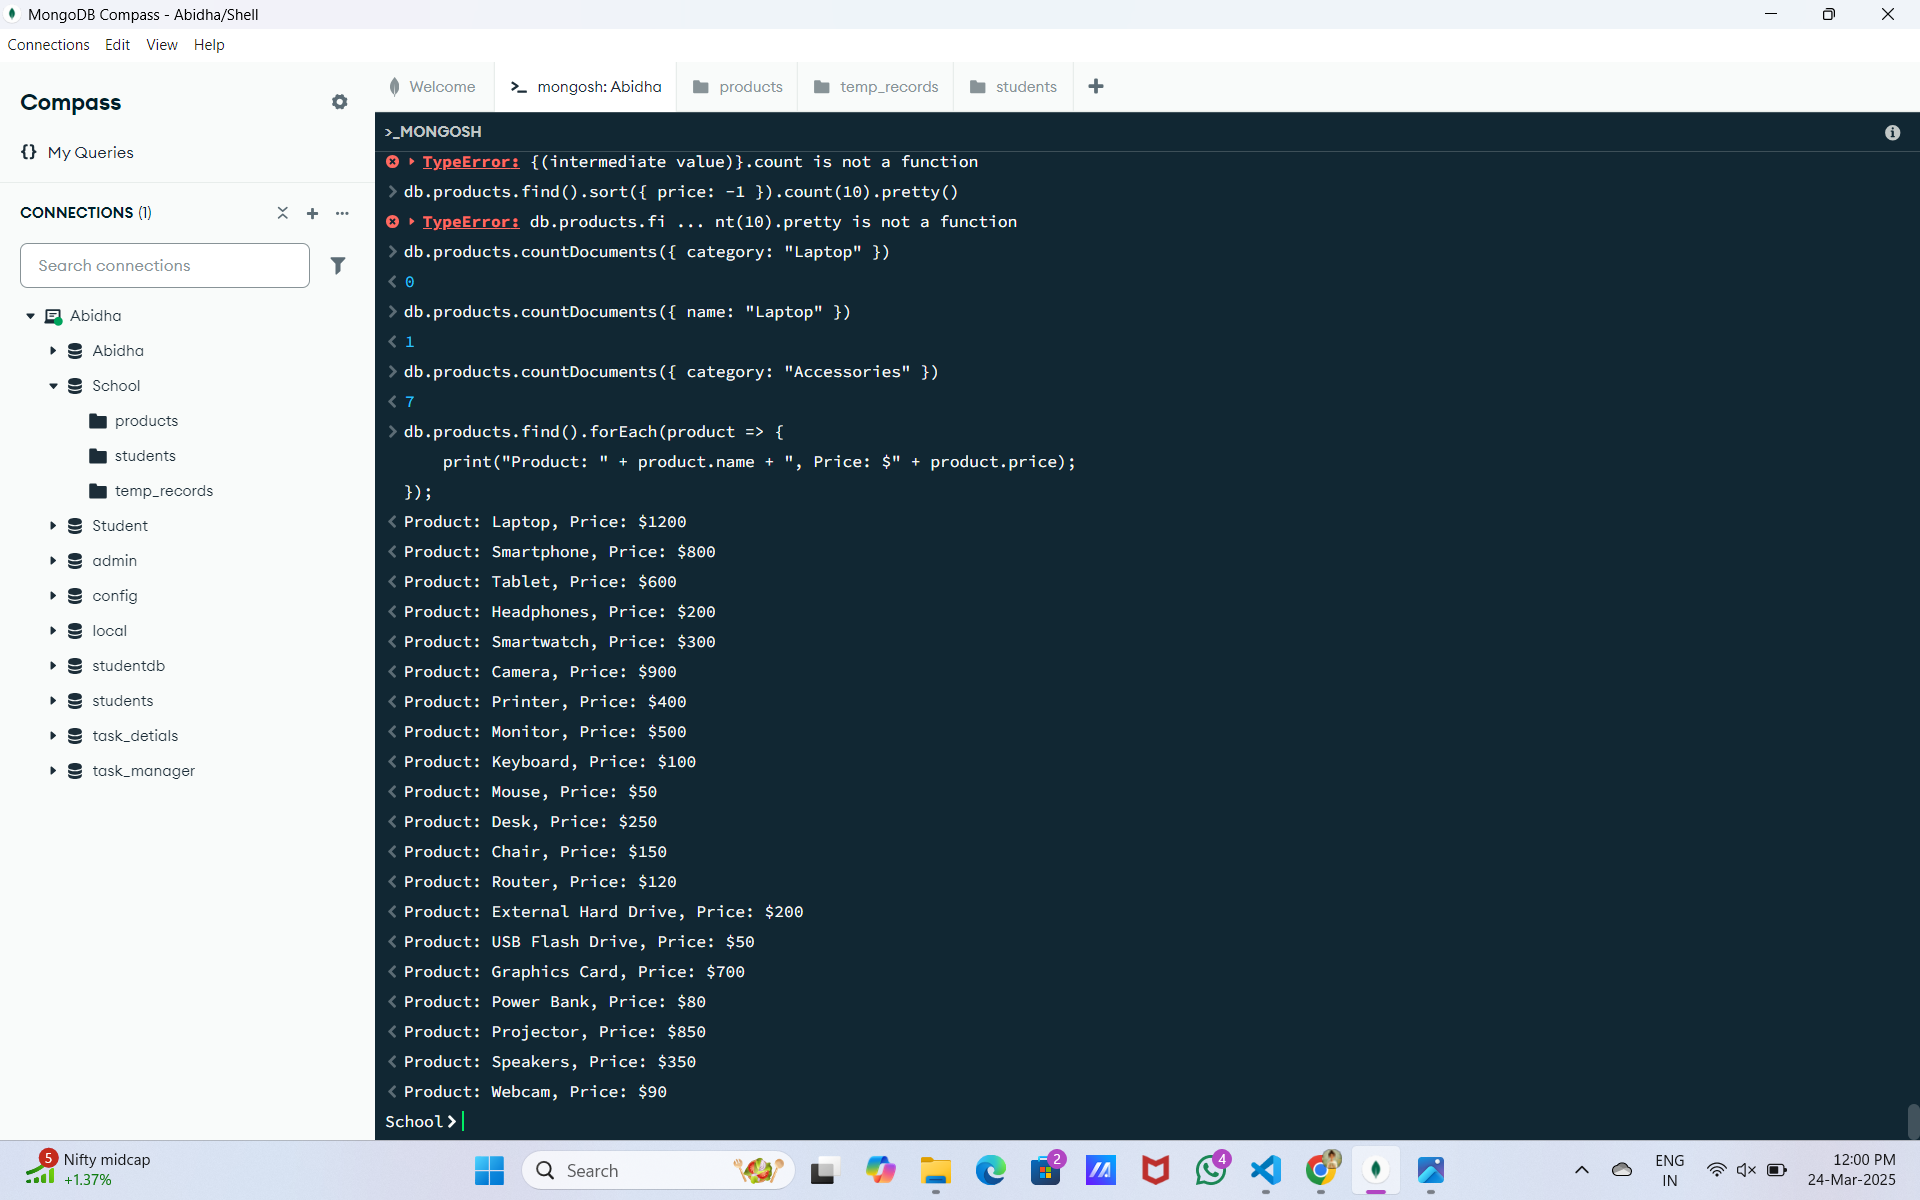 MongoDB Compass - Abidha/Shell
Connections Edit View Help
Compass
{} My Queries
CONNECTIONS (1)
Search connections
Abidha
Abidha
School
products
students
temp_records
Student
admin
config
local
studentdb
students
task_detials
task_manager
Welcome
>_ mongosh: Abidha
products
temp_records
students
>_MONGOSH
TypeError: {(intermediate value)}.count is not a function
> db.products.find().sort({ price: -1 }).count(10).pretty()
TypeError: db.products.fi ... nt(10).pretty is not a function
> db.products.countDocuments({ category: "Laptop" })
< 0
> db.products.countDocuments({ name: "Laptop" })
< 1
> db.products.countDocuments({ category: "Accessories" })
< 7
> db.products.find().forEach(product => {
print("Product: " + product.name + ", Price: $" + product.price);
});
< Product: Laptop, Price: $1200
< Product: Smartphone, Price: $800
< Product: Tablet, Price: $600
< Product: Headphones, Price: $200
< Product: Smartwatch, Price: $300
< Product: Camera, Price: $900
< Product: Printer, Price: $400
< Product: Monitor, Price: $500
< Product: Keyboard, Price: $100
< Product: Mouse, Price: $50
< Product: Desk, Price: $250
< Product: Chair, Price: $150
< Product: Router, Price: $120
< Product: External Hard Drive, Price: $200
< Product: USB Flash Drive, Price: $50
< Product: Graphics Card, Price: $700
< Product: Power Bank, Price: $80
< Product: Projector, Price: $850
< Product: Speakers, Price: $350
< Product: Webcam, Price: $90
School>
5
Nifty midcap
+1.37%
Search
2
4
ENG
IN
12:00 PM
24-Mar-2025